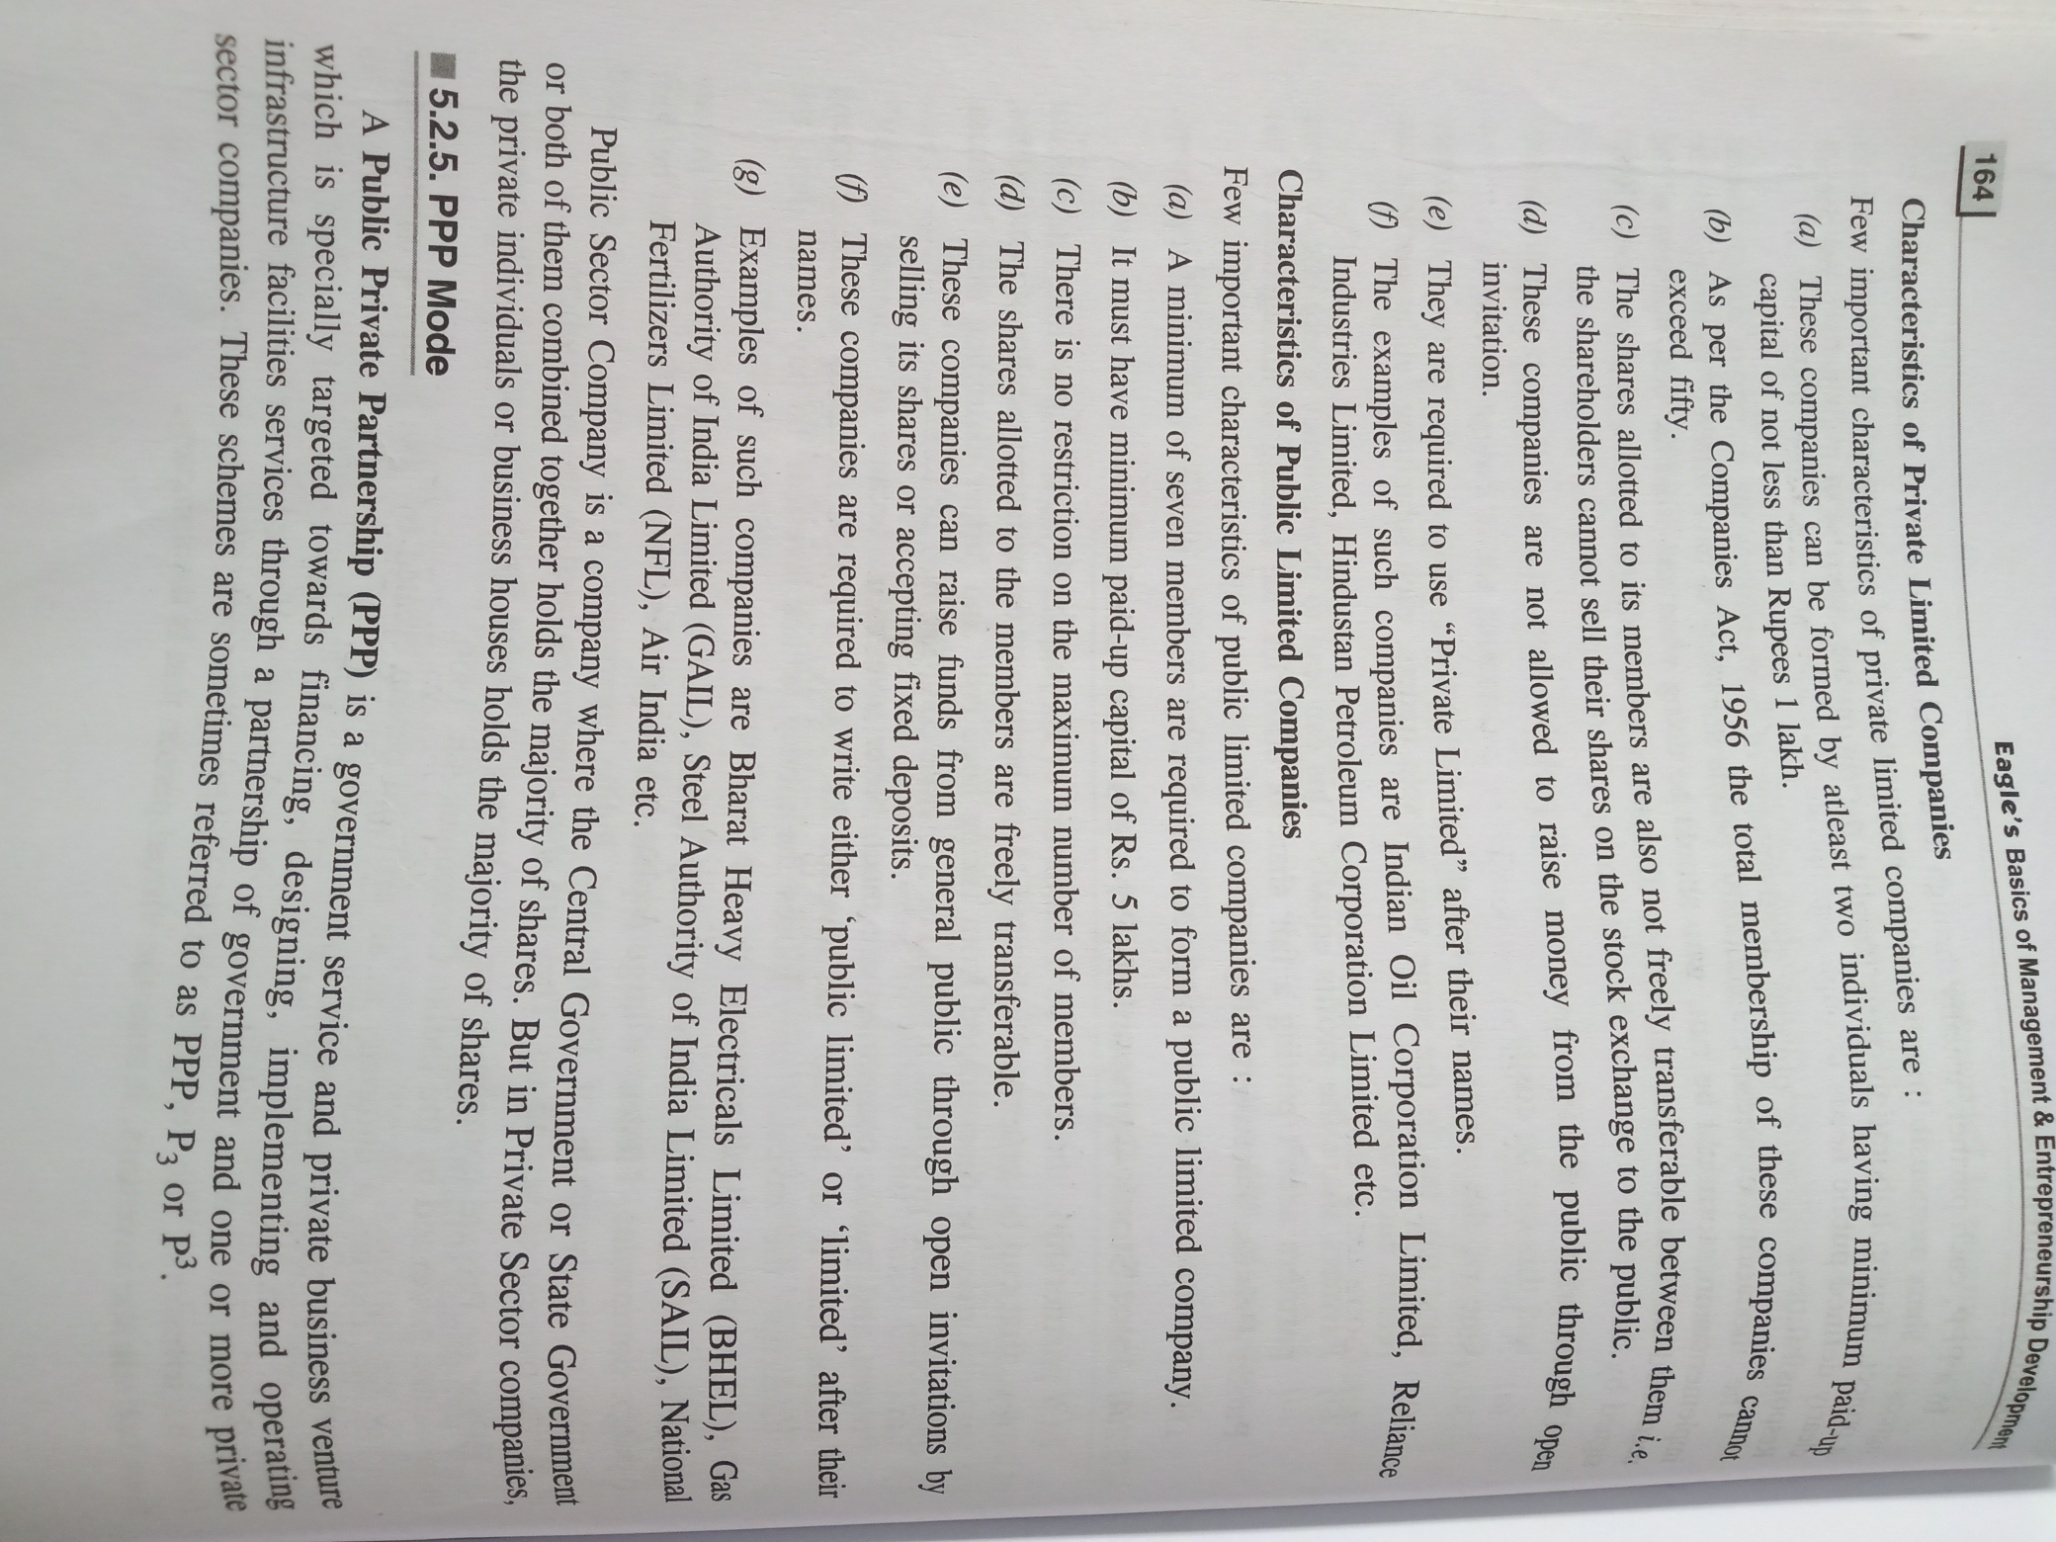 164
Eagle's Basics of Management & Entrepreneurship Development
Characteristics of Private Limited Companies
Few important characteristics of private limited companies are :
(a) These companies can be formed by atleast two individuals having minimum paid-up
capital of not less than Rupees 1 lakh.
(b) As per the Companies Act, 1956 the total membership of these companies cannot
exceed fifty.
(c) The shares allotted to its members are also not freely transferable between them i.e.
the shareholders cannot sell their shares on the stock exchange to the public.
(d) These companies are not allowed to raise money from the public through open
invitation.
(e) They are required to use “Private Limited” after their names.
(f) The examples of such companies are Indian Oil Corporation Limited, Reliance
Industries Limited, Hindustan Petroleum Corporation Limited etc.
Characteristics of Public Limited Companies
Few important characteristics of public limited companies are :
(a) A minimum of seven members are required to form a public limited company.
(b) It must have minimum paid-up capital of Rs. 5 lakhs.
(c) There is no restriction on the maximum number of members.
(d) The shares allotted to the members are freely transferable.
(e) These companies can raise funds from general public through open invitations by
selling its shares or accepting fixed deposits.
(f) These companies are required to write either ‘public limited’ or ‘limited’ after their
names.
(g) Examples of such companies are Bharat Heavy Electricals Limited (BHEL), Gas
Authority of India Limited (GAIL), Steel Authority of India Limited (SAIL), National
Fertilizers Limited (NFL), Air India etc.
Public Sector Company is a company where the Central Government or State Government
or both of them combined together holds the majority of shares. But in Private Sector companies,
the private individuals or business houses holds the majority of shares.
■ 5.2.5. PPP Mode
A Public Private Partnership (PPP) is a government service and private business venture
which is specially targeted towards financing, designing, implementing and operating
infrastructure facilities services through a partnership of government and one or more private
sector companies. These schemes are sometimes referred to as PPP, P₃ or P³.